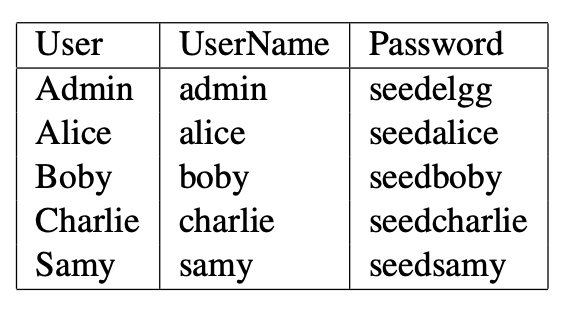 User UserName Password
Admin admin seedelgg
Alice alice seedalice
Boby boby seedboby
Charlie charlie seedcharlie
Samy samy seedsamy